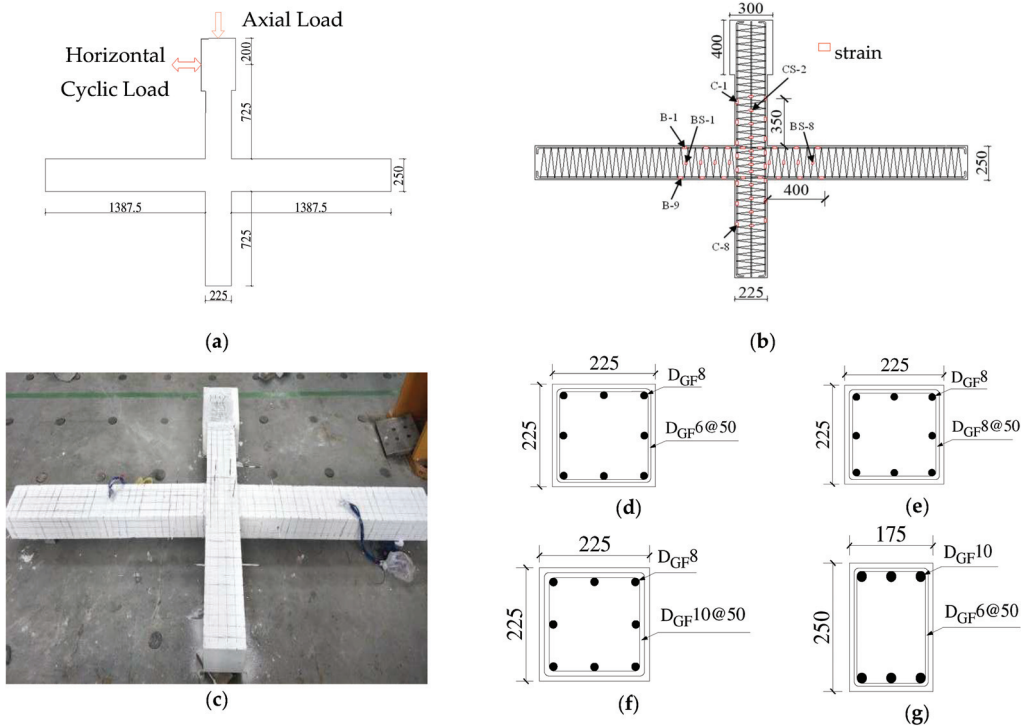 Axial Load
Horizontal
Cyclic Load
200
725
250
1387.5
1387.5
725
225
(a)
300
400
strain
C-1
CS-2
B-1
BS-1
350
BS-8
250
400
B-9
C-8
225
(b)
(c)
225
225
DGF8
DGF6@50
(d)
225
225
DGF8
DGF8@50
(e)
225
225
DGF8
DGF10@50
(f)
175
250
DGF10
DGF6@50
(g)